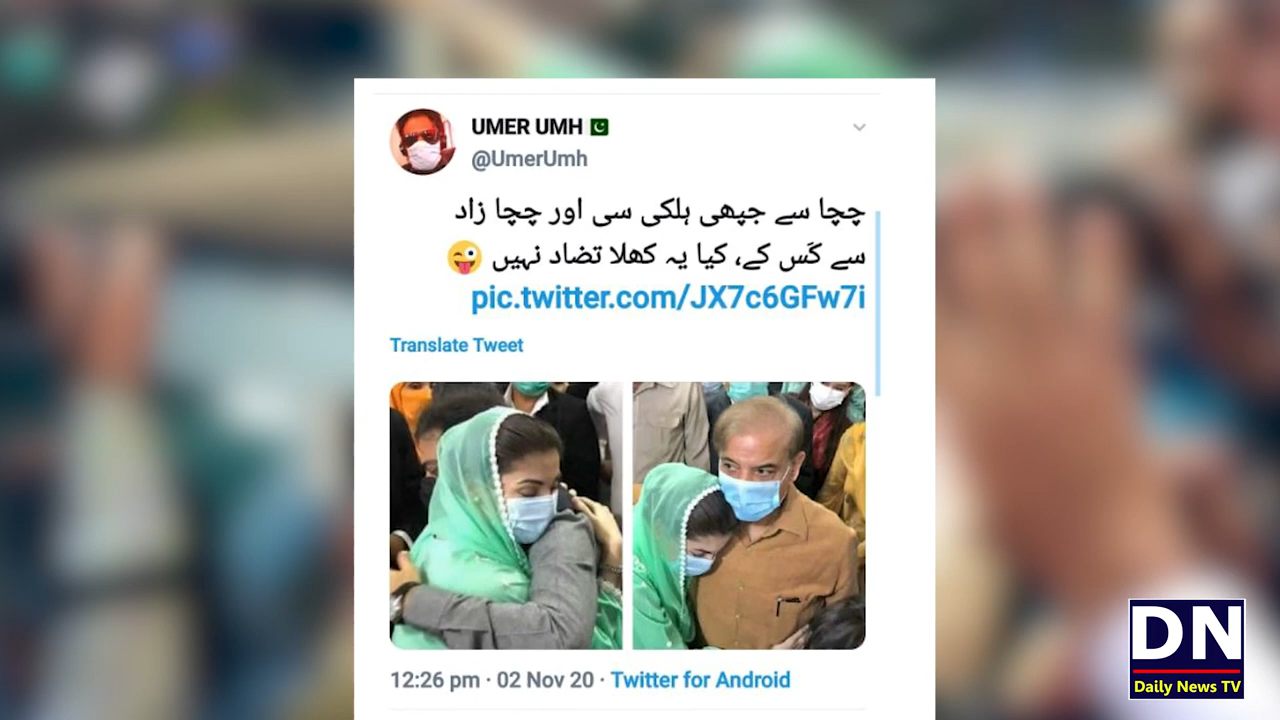 UMER UMH
@UmerUmh
چچا سے جپھی ہلکی سی اور چچا زاد
سے کَس کے، کیا یہ کھلا تضاد نہیں 😜
pic.twitter.com/JX7c6GFw7i
Translate Tweet
12:26 pm · 02 Nov 20 · Twitter for Android
DN
Daily News TV